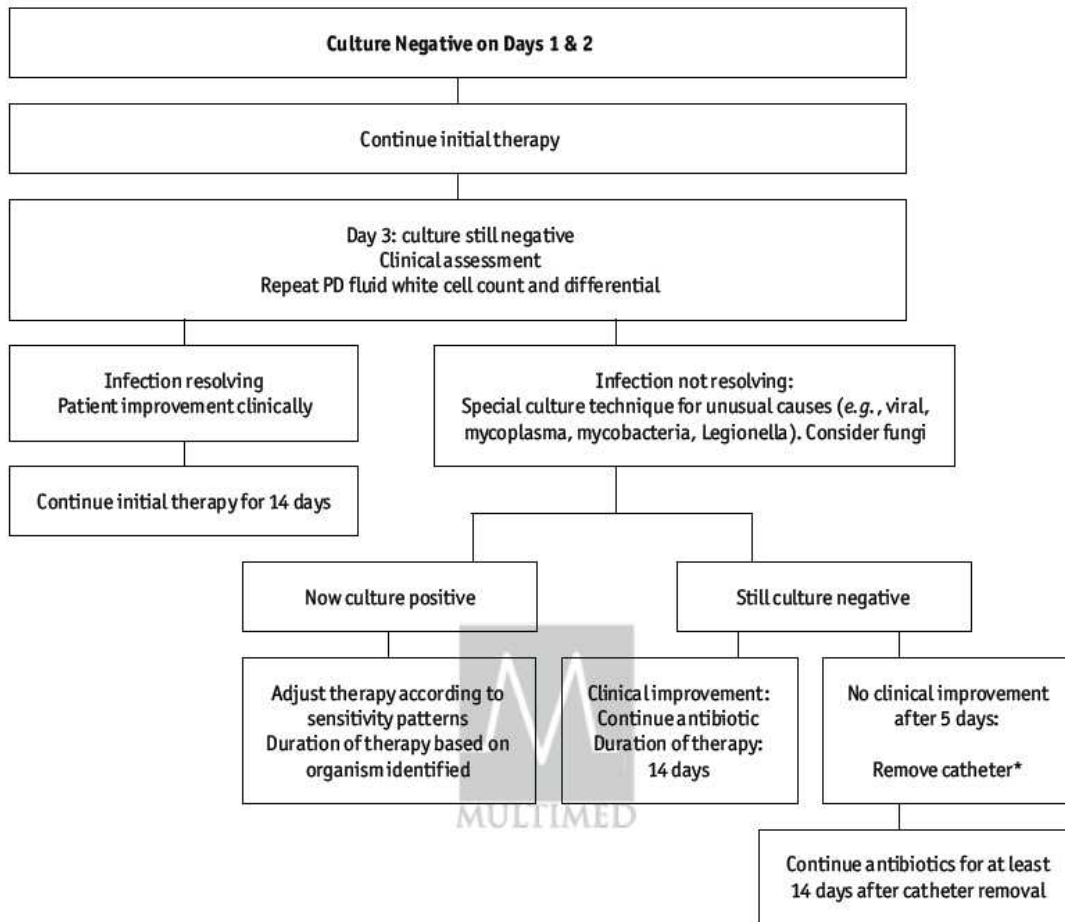 Culture Negative on Days 1 & 2
Continue initial therapy
Day 3: culture still negative
Clinical assessment
Repeat PD fluid white cell count and differential
Infection resolving
Patient improvement clinically
Infection not resolving:
Special culture technique for unusual causes (e.g., viral,
mycoplasma, mycobacteria, Legionella). Consider fungi
Continue initial therapy for 14 days
Now culture positive
Still culture negative
Adjust therapy according to
sensitivity patterns
Duration of therapy based on
organism identified
Clinical improvement:
Continue antibiotic
Duration of therapy:
14 days
No clinical improvement
after 5 days:
Remove catheter*
MULTIMED
Continue antibiotics for at least
14 days after catheter removal